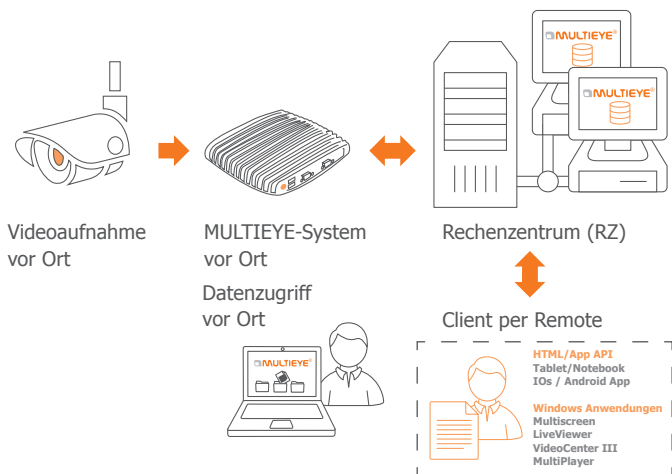 MULTIEYE®
MULTIEYE®
Videoaufnahme
vor Ort
MULTIEYE-System
vor Ort
Rechenzentrum (RZ)
Datenzugriff
vor Ort
MULTIEYE®
Client per Remote
HTML/App API
Tablet/Notebook
IOs / Android App
Windows Anwendungen
Multiscreen
LiveViewer
VideoCenter III
MultiPlayer